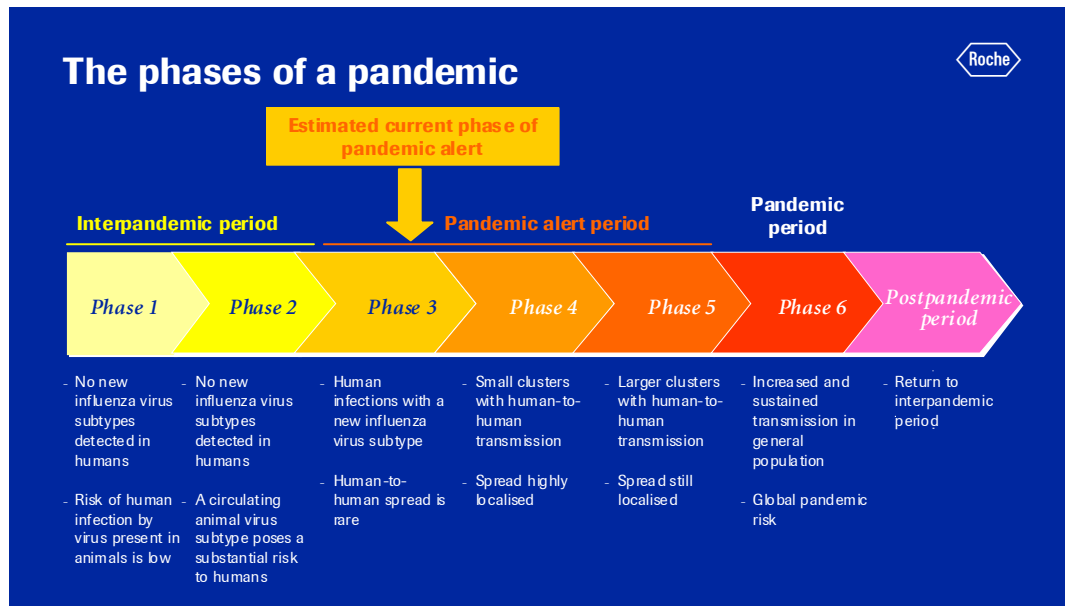 The phases of a pandemic
Roche
Estimated current phase of
pandemic alert
Interpandemic period
Pandemic alert period
Pandemic
period
Phase 1
Phase 2
Phase 3
Phase 4
Phase 5
Phase 6
Postpandemic
period
- No new
influenza virus
subtypes
detected in
humans
- Risk of human
infection by
virus present in
animals is low
- No new
influenza virus
subtypes
detected in
humans
- A circulating
animal virus
subtype poses a
substantial risk
to humans
- Human
infections with a
new influenza
virus subtype
- Human-to-
human spread is
rare
- Small clusters
with human-to-
human
transmission
- Spread highly
localised
- Larger clusters
with human-to-
human
transmission
- Spread still
localised
- Increased and
sustained
transmission in
general
population
- Global pandemic
risk
- Return to
interpandemic
period